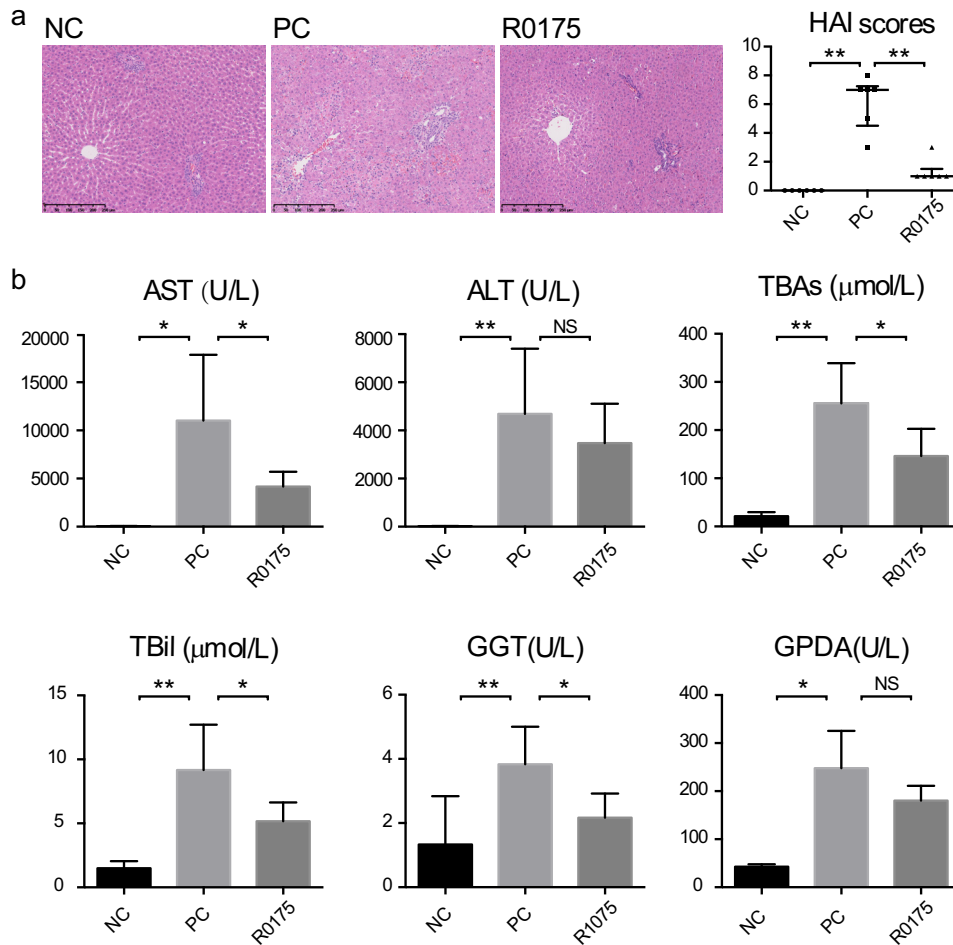 a
NC
PC
R0175
HAI scores
** **
10
8
6
4
2
0
NC
PC
R0175
b
AST (U/L)
* *
20000
15000
10000
5000
0
NC
PC
R0175
ALT (U/L)
** NS
8000
6000
4000
2000
0
NC
PC
R0175
TBAs (μmol/L)
** *
400
300
200
100
0
NC
PC
R0175
TBil (μmol/L)
** *
15
10
5
0
NC
PC
R0175
GGT(U/L)
** *
6
4
2
0
NC
PC
R1075
GPDA(U/L)
* NS
400
300
200
100
0
NC
PC
R0175